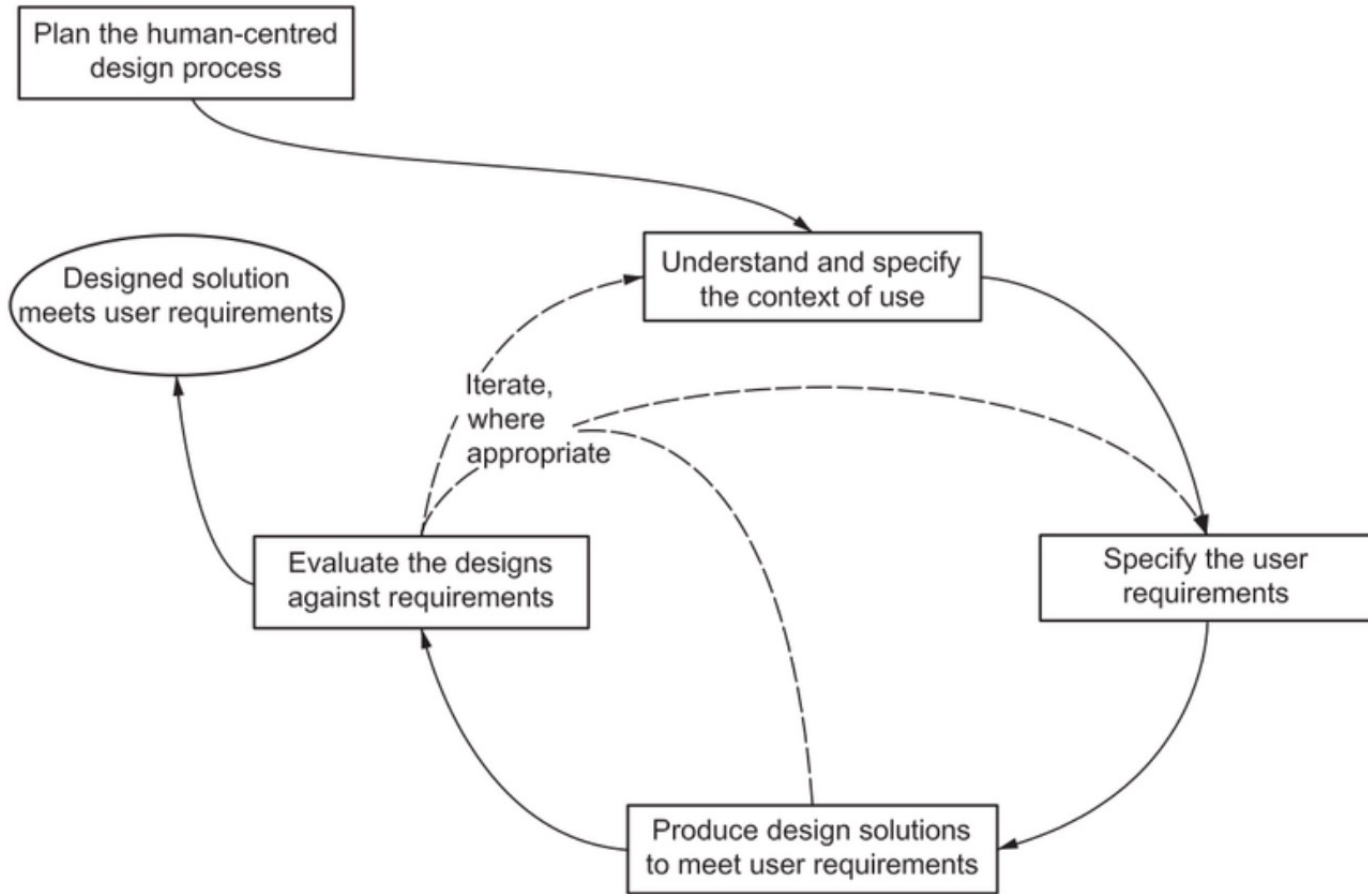 Plan the human-centred
design process
Understand and specify
the context of use
Designed solution
meets user requirements
Iterate,
where
appropriate
Evaluate the designs
against requirements
Specify the user
requirements
Produce design solutions
to meet user requirements